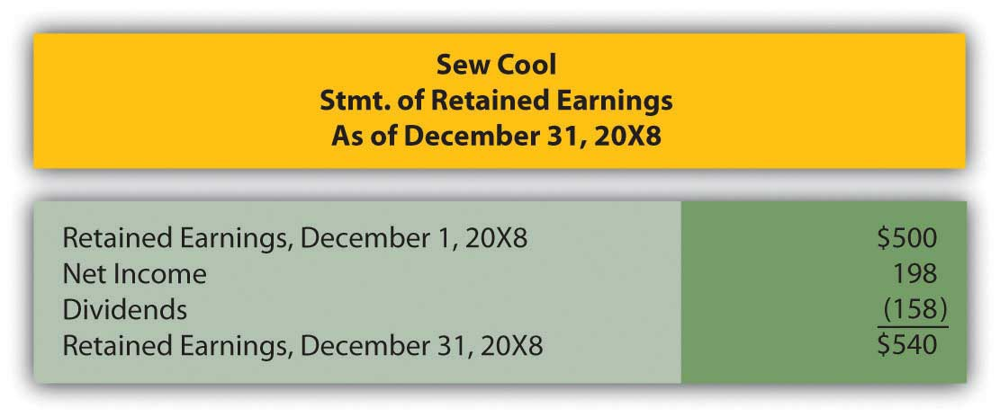 Sew Cool
Stmt. of Retained Earnings
As of December 31, 20X8
Retained Earnings, December 1, 20X8 $500
Net Income 198
Dividends (158)
Retained Earnings, December 31, 20X8 $540